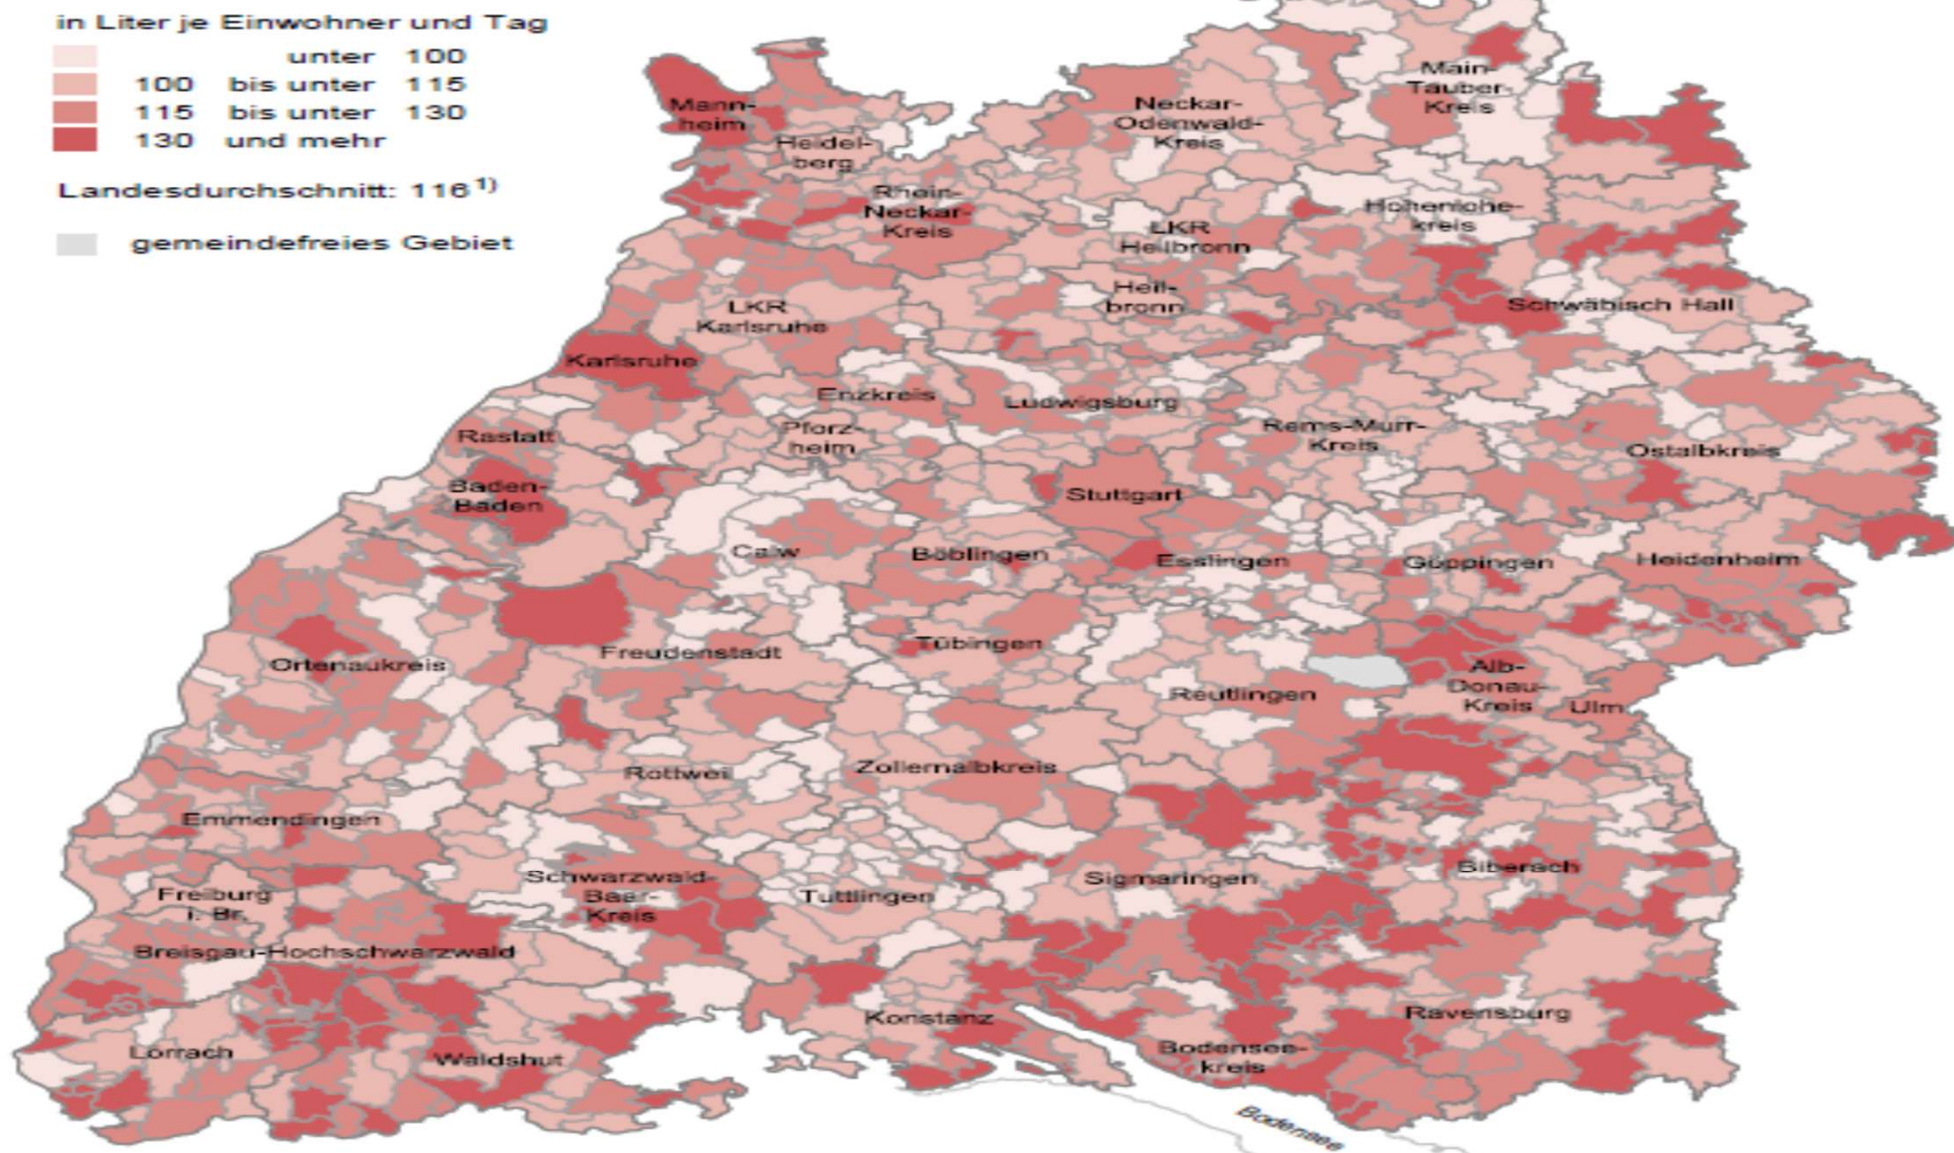 in Liter je Einwohner und Tag
unter 100
100 bis unter 115
115 bis unter 130
130 und mehr
Landesdurchschnitt: 116 1)
gemeindefreies Gebiet
Main-
Tauber-
Kreis
Mann-
heim
Neckar-
Odenwald-
Kreis
Heidel-
berg
Rhein-
Neckar-
Kreis
Hohenlohe-
kreis
LKR
Heilbronn
Heil-
bronn
LKR
Karlsruhe
Schwäbisch Hall
Karlsruhe
Enzkreis
Ludwigsburg
Rastatt
Pforz-
heim
Rems-Murr-
Kreis
Ostalbkreis
Baden-
Baden
Stuttgart
Calw
Böblingen
Esslingen
Göppingen
Heidenheim
Ortenaukreis
Freudenstadt
Tübingen
Reutlingen
Alb-
Donau-
Kreis
Ulm
Rottweil
Zollernalbkreis
Emmendingen
Freiburg
i. Br.
Schwarzwald-
Baar-
Kreis
Tuttlingen
Sigmaringen
Biberach
Breisgau-Hochschwarzwald
Konstanz
Ravensburg
Lörrach
Waldshut
Bodensee-
kreis
Bodensee